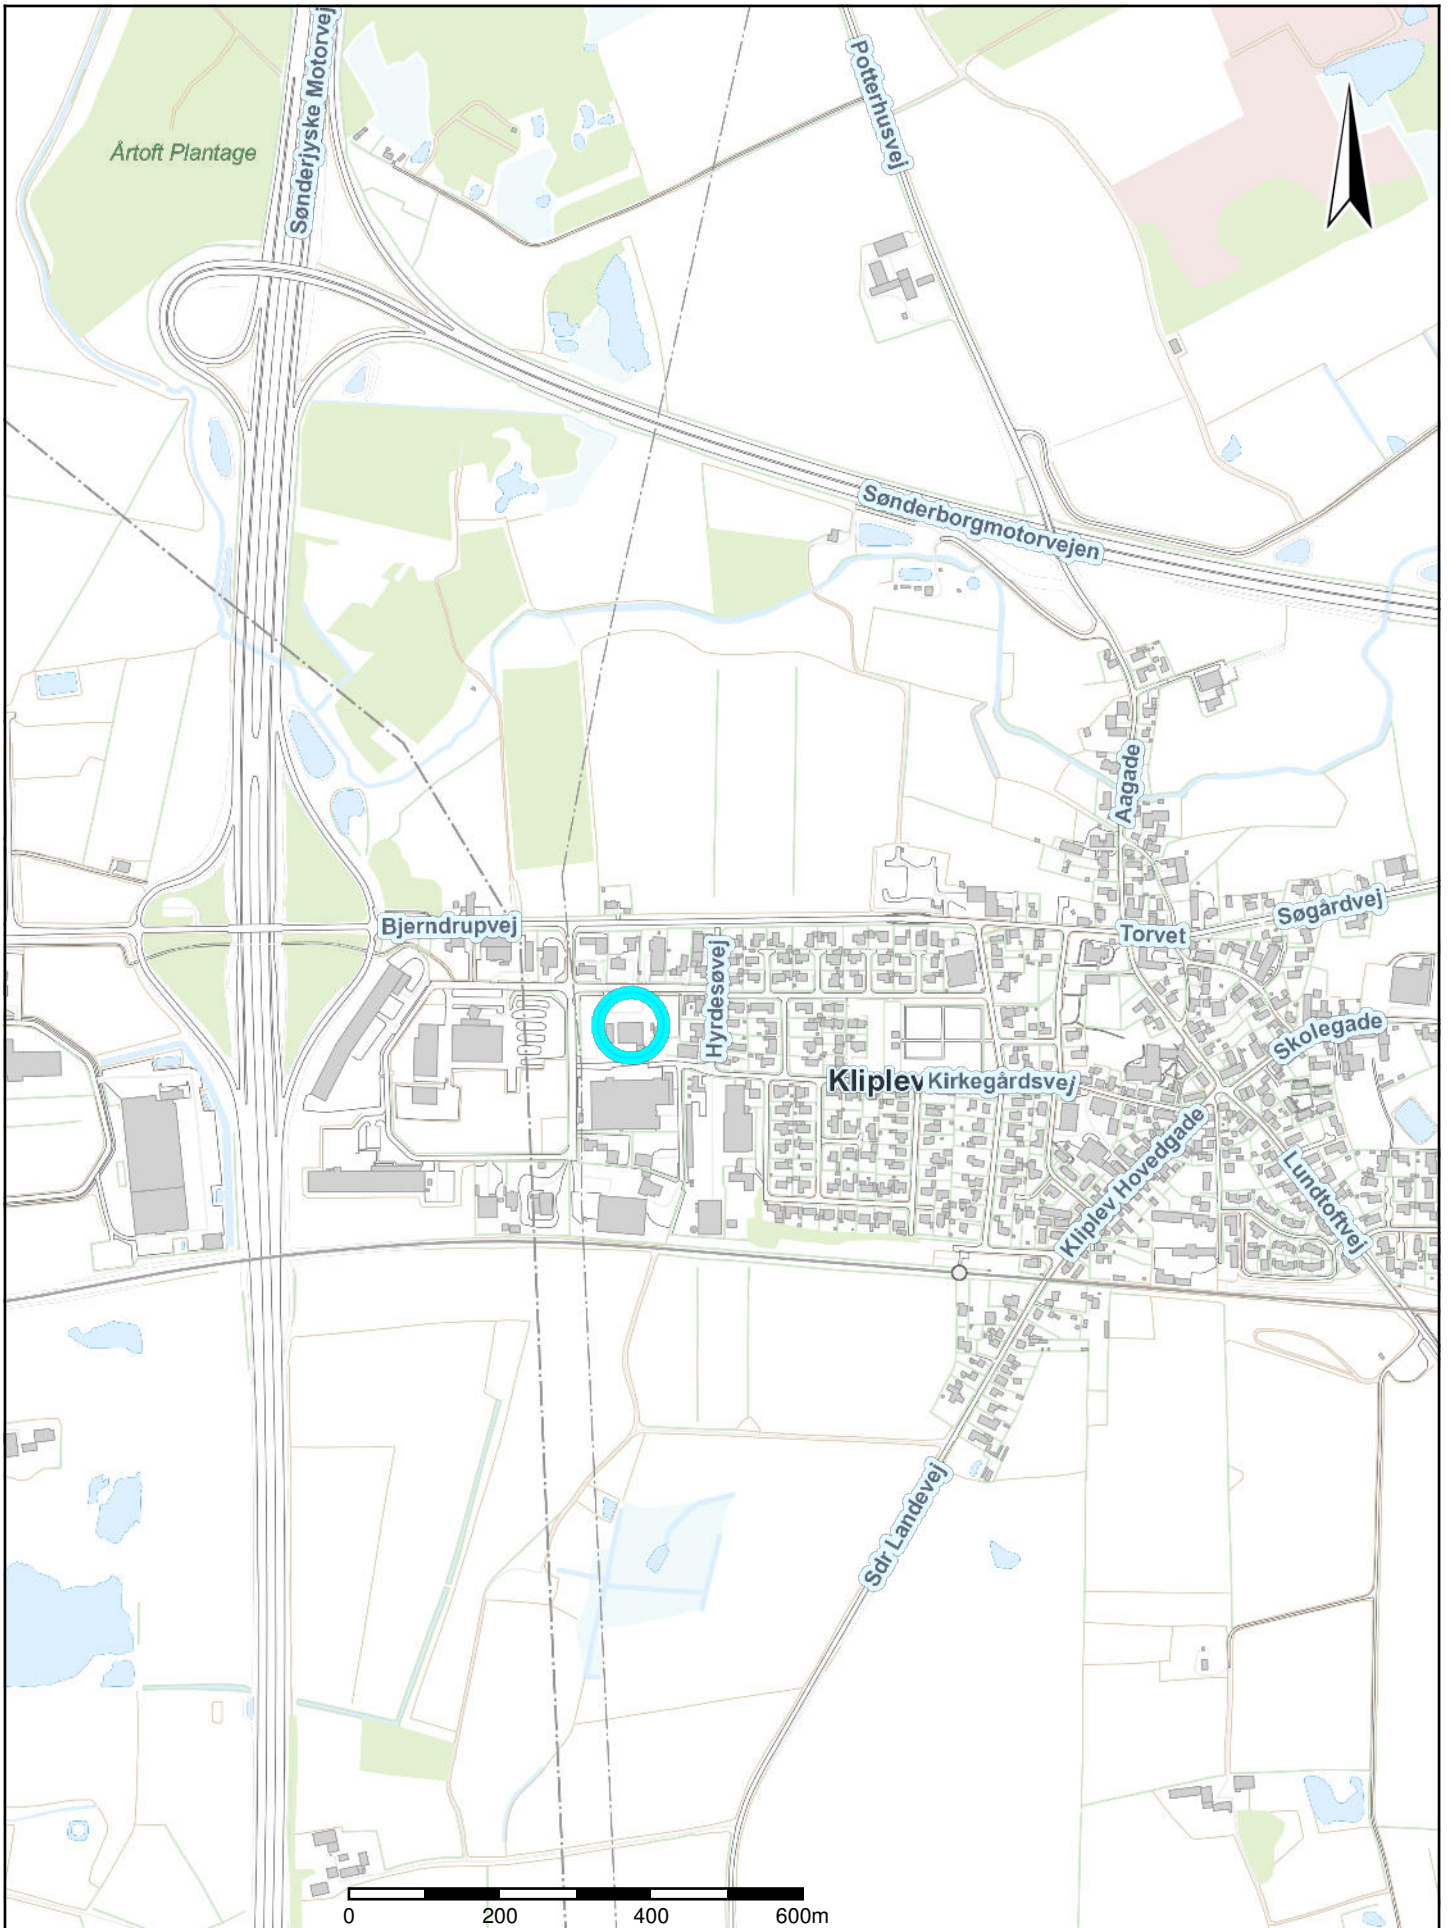 Sønderjyske Motorvej
Potterhusvej
Årtoft Plantage
Sønderborgmotorvejen
Aagade
Søgårdvej
Bjerndrupvej
Torvet
Hyrdesøvej
Skolegade
Kliplev
Kirkegårdsvej
Kliplev Hovedgade
Lundtoftvej
Sdr Landevej
0 200 400 600m